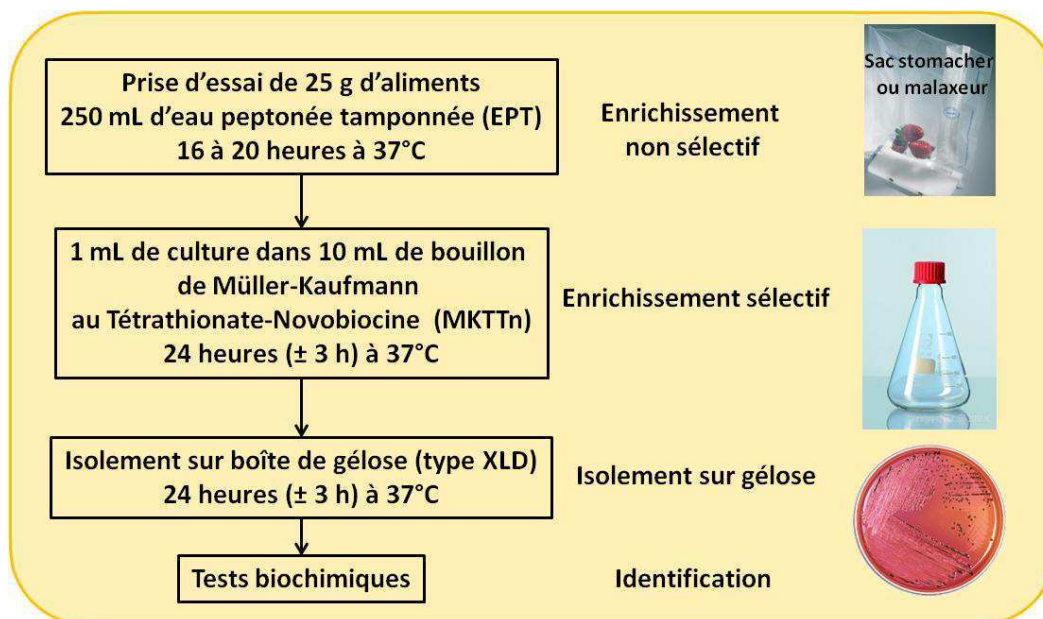 Prise d'essai de 25 g d'aliments
250 mL d'eau peptonée tamponnée (EPT)
16 à 20 heures à 37°C
Enrichissement
non sélectif
Sac stomacher
ou malaxeur
1 mL de culture dans 10 mL de bouillon
de Müller-Kaufmann
au Tétrathionate-Novobiocine (MKTTn)
24 heures (± 3 h) à 37°C
Enrichissement sélectif
Isolement sur boîte de gélose (type XLD)
24 heures (± 3 h) à 37°C
Isolement sur gélose
Tests biochimiques
Identification